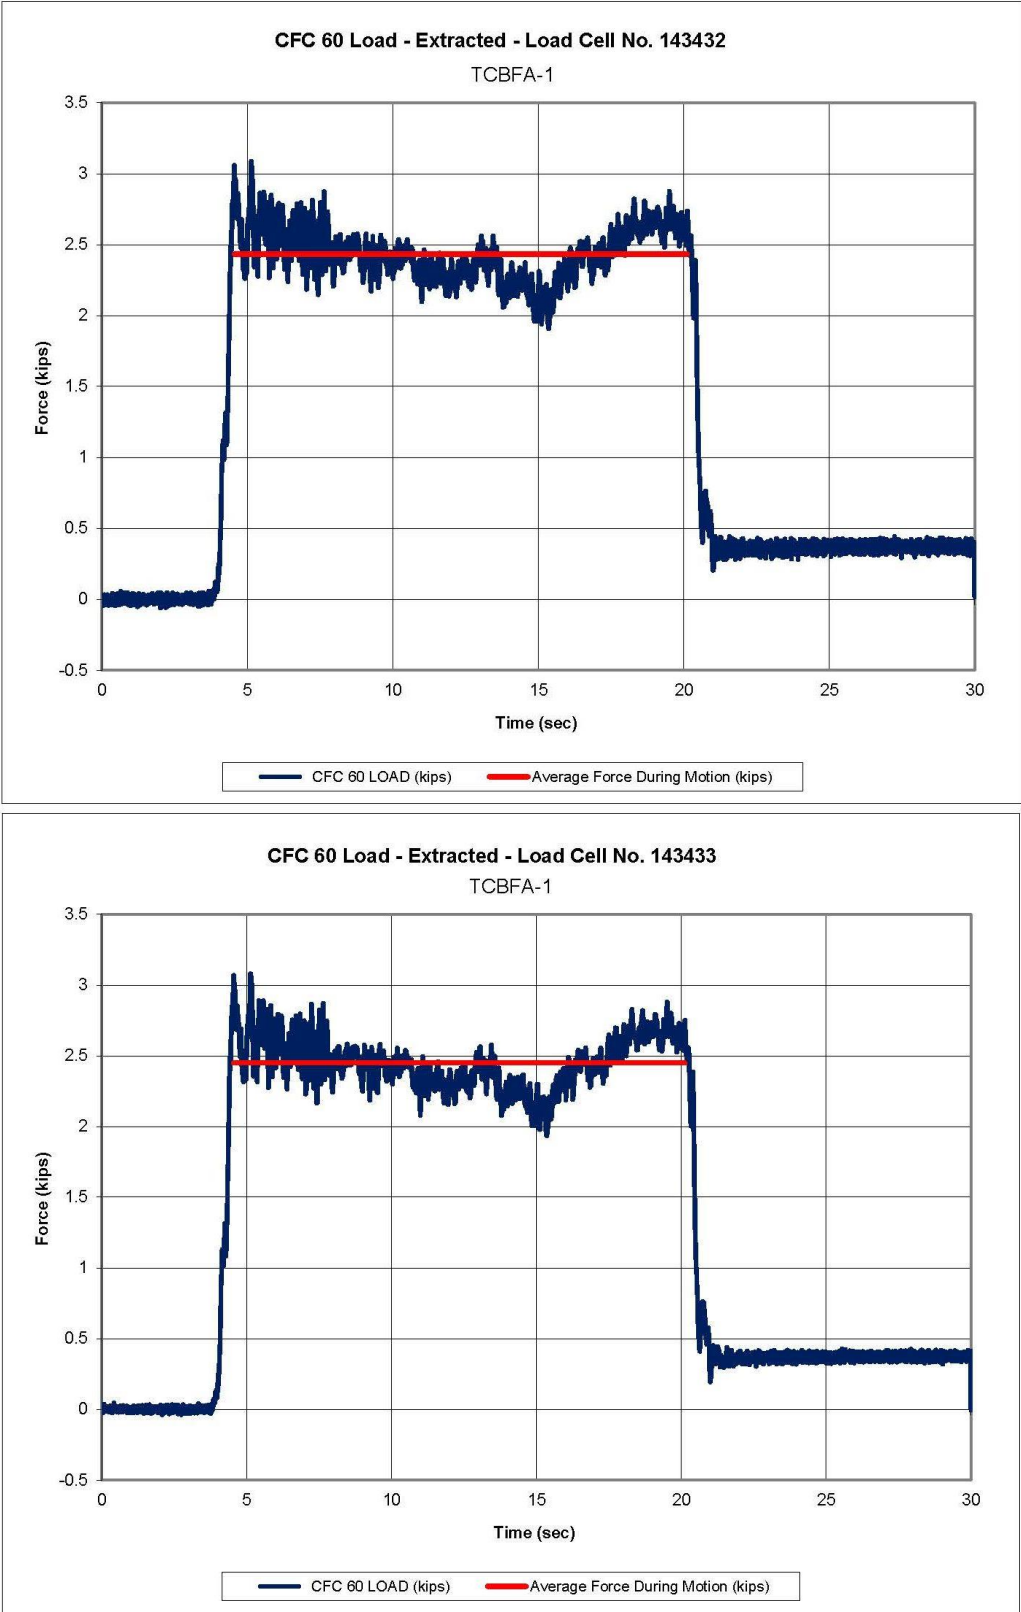 CFC 60 Load - Extracted - Load Cell No. 143432
TCBFA-1
3.5
3
2.5
2
1.5
1
0.5
0
-0.5
Force (kips)
0 5 10 15 20 25 30
Time (sec)
CFC 60 LOAD (kips) Average Force During Motion (kips)
CFC 60 Load - Extracted - Load Cell No. 143433
TCBFA-1
3.5
3
2.5
2
1.5
1
0.5
0
-0.5
Force (kips)
0 5 10 15 20 25 30
Time (sec)
CFC 60 LOAD (kips) Average Force During Motion (kips)